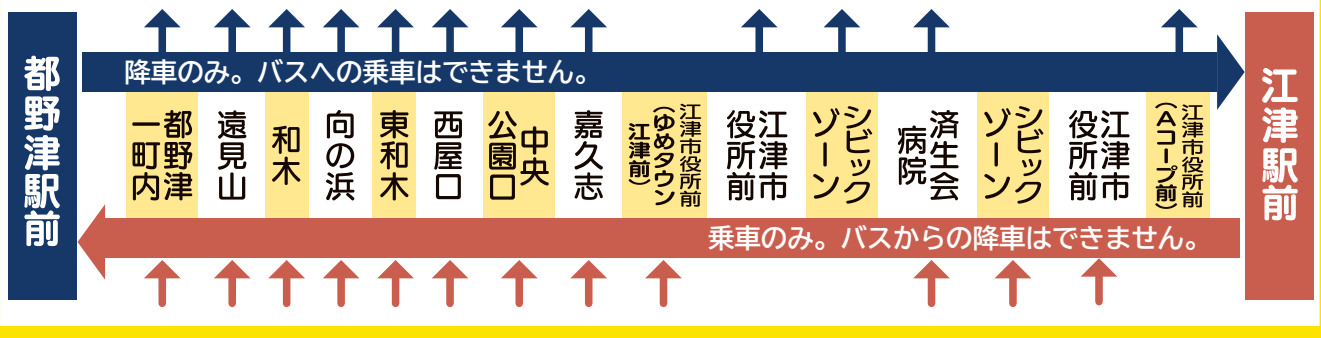 都野津駅前
降車のみ。バスへの乗車はできません。
都野津
一町内
遠見山
和木
向の浜
東和木
西屋口
中央
公園口
嘉久志
江津市役所前
(ゆめタウン
江津前)
江津市
役所前
シビック
ゾーン
済生会
病院
シビック
ゾーン
江津市
役所前
江津市役所前
(Aコープ前)
乗車のみ。バスからの降車はできません。
江津駅前